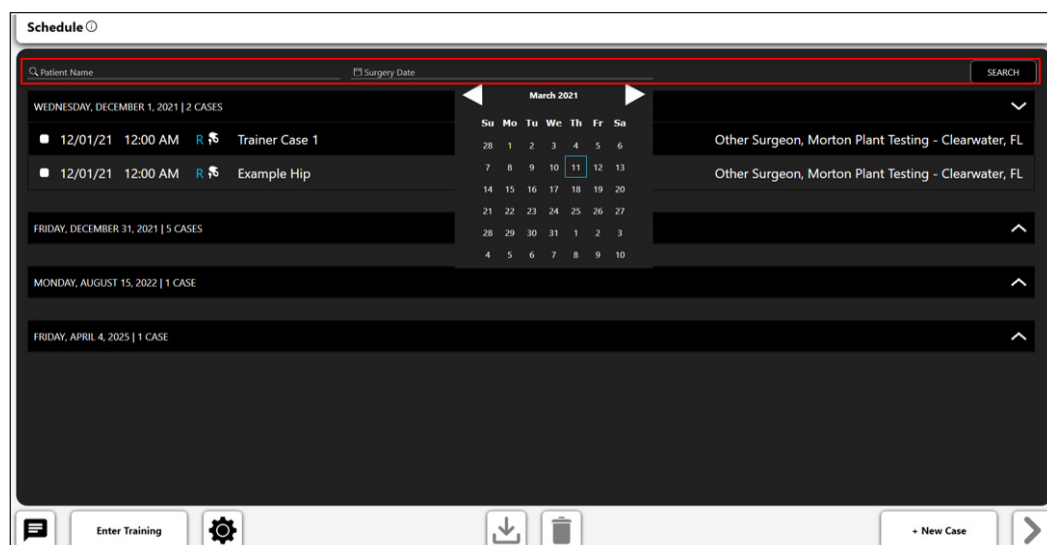 Schedule
Patient Name Surgery Date SEARCH
WEDNESDAY, DECEMBER 1, 2021 | 2 CASES
March 2021
Su Mo Tu We Th Fr Sa
12/01/21 12:00 AM R Trainer Case 1 Other Surgeon, Morton Plant Testing - Clearwater, FL
28 1 2 3 4 5 6
7 8 9 10 11 12 13
12/01/21 12:00 AM R Example Hip Other Surgeon, Morton Plant Testing - Clearwater, FL
14 15 16 17 18 19 20
21 22 23 24 25 26 27
FRIDAY, DECEMBER 31, 2021 | 5 CASES
28 29 30 31 1 2 3
4 5 6 7 8 9 10
MONDAY, AUGUST 15, 2022 | 1 CASE
FRIDAY, APRIL 4, 2025 | 1 CASE
Enter Training + New Case